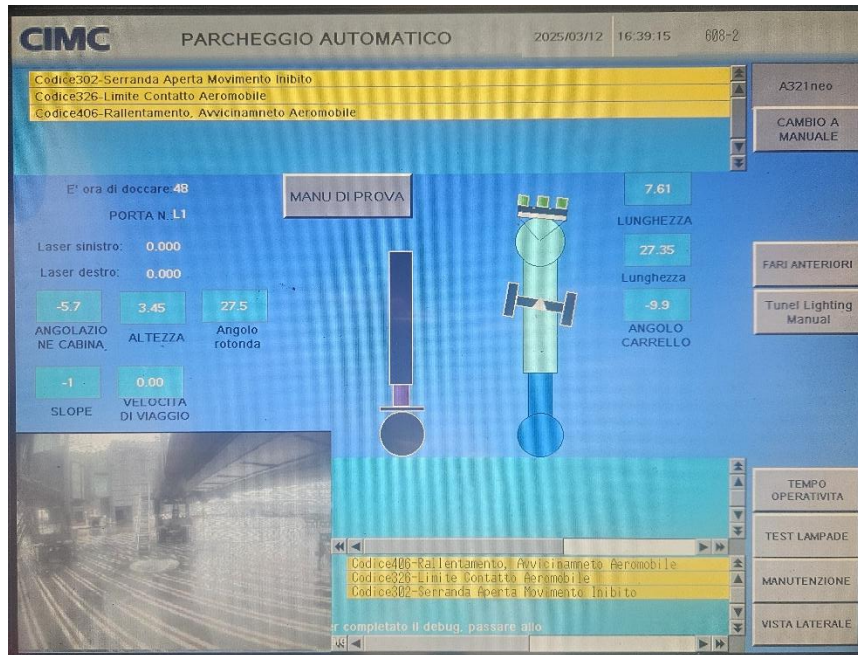 CIMC
PARCHEGGIO AUTOMATICO
2025/03/12 16:39:15 608-2
Codice302-Serranda Aperta Movimento Inibito
Codice326-Limite Contatto Aeromobile
Codice406-Rallentamento, Avvicinamneto Aeromobile
A321neo
CAMBIO A
MANUALE
E' ora di doccare:48
PORTA N.:L1
Laser sinistro: 0.000
Laser destro: 0.000
MANU DI PROVA
-5.7
ANGOLAZIO
NE CABINA
3.45
ALTEZZA
27.5
Angolo
rotonda
-1
SLOPE
0.00
VELOCITA
DI VIAGGIO
7.61
LUNGHEZZA
27.35
Lunghezza
-9.9
ANGOLO
CARRELLO
FARI ANTERIORI
Tunel Lighting
Manual
TEMPO
OPERATIVITA
TEST LAMPADE
MANUTENZIONE
VISTA LATERALE
Codice406-Rallentamento, Avvicinamneto Aeromobile
Codice326-Limite Contatto Aeromobile
Codice302-Serranda Aperta Movimento Inibito
er completato il debug, passare allo